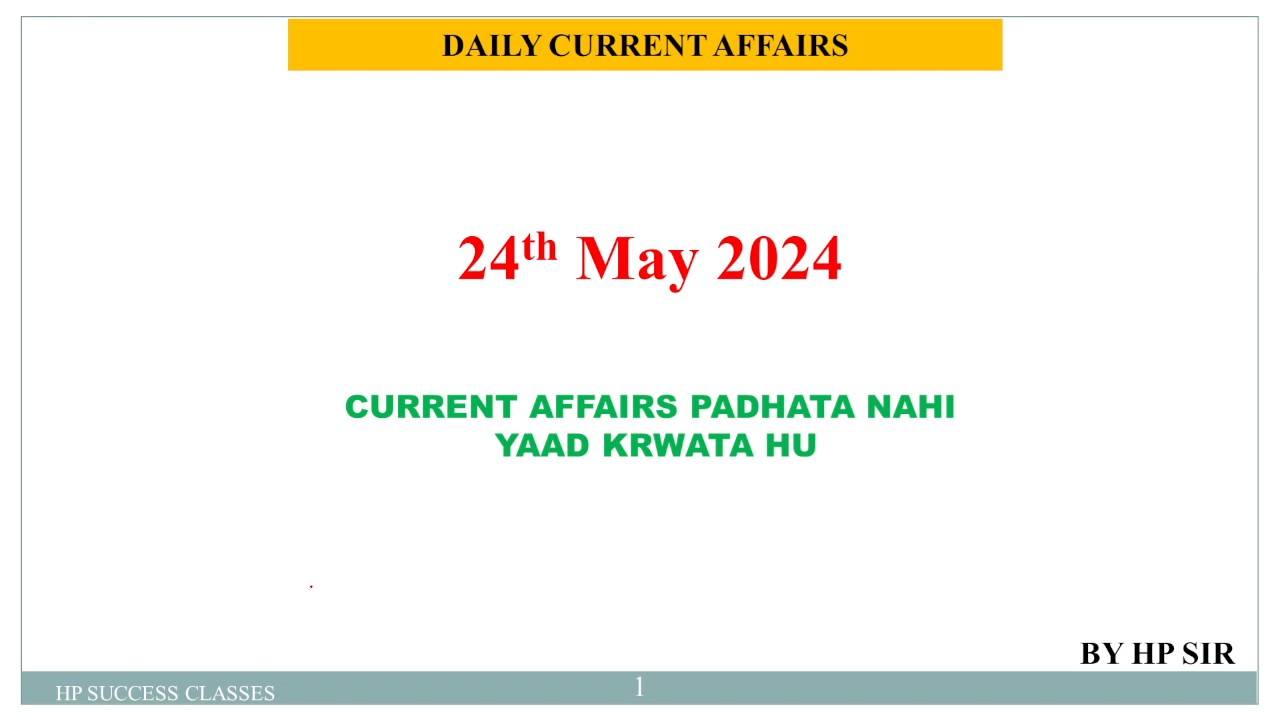 DAILY CURRENT AFFAIRS
24th May 2024
CURRENT AFFAIRS PADHATA NAHI
YAAD KRWATA HU
BY HP SIR
HP SUCCESS CLASSES
1